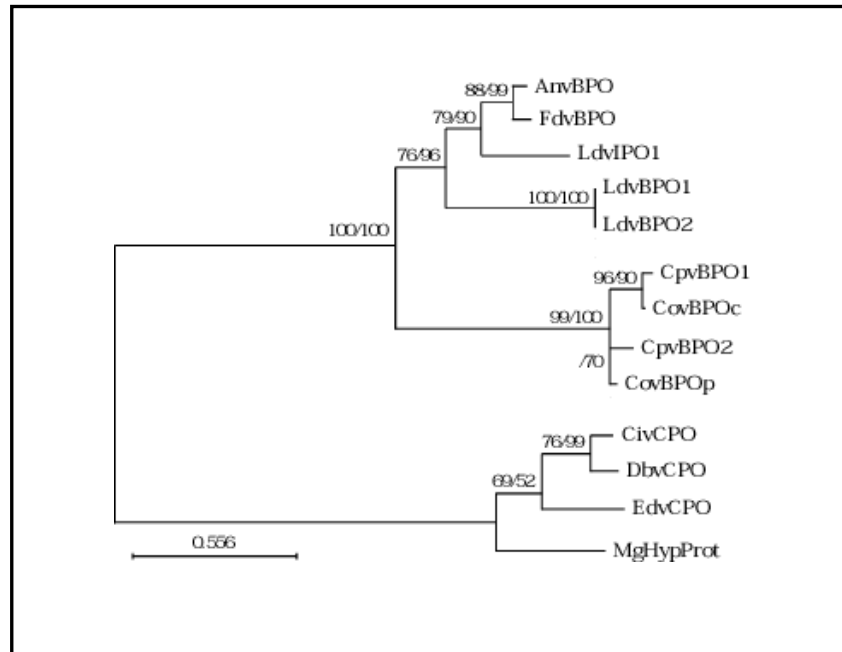 88/99
AnvBPO
FdvBPO
79/90
LdvIPO1
76/96
100/100
LdvBPO1
LdvBPO2
100/100
96/90
CpvBPO1
CovBPOc
99/100
CpvBPO2
/70
CovBPOp
76/99
CivCPO
DbvCPO
69/52
EdvCPO
0.556
MgHypProt